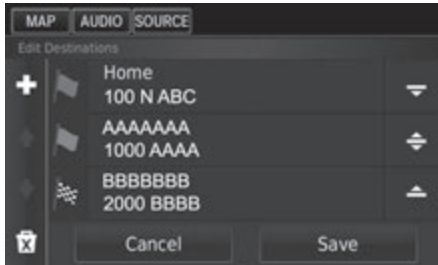 MAP AUDIO SOURCE
Edit Destinations
Home
100 N ABC
AAAAAAA
1000 AAAA
BBBBBBB
2000 BBBB
Cancel Save